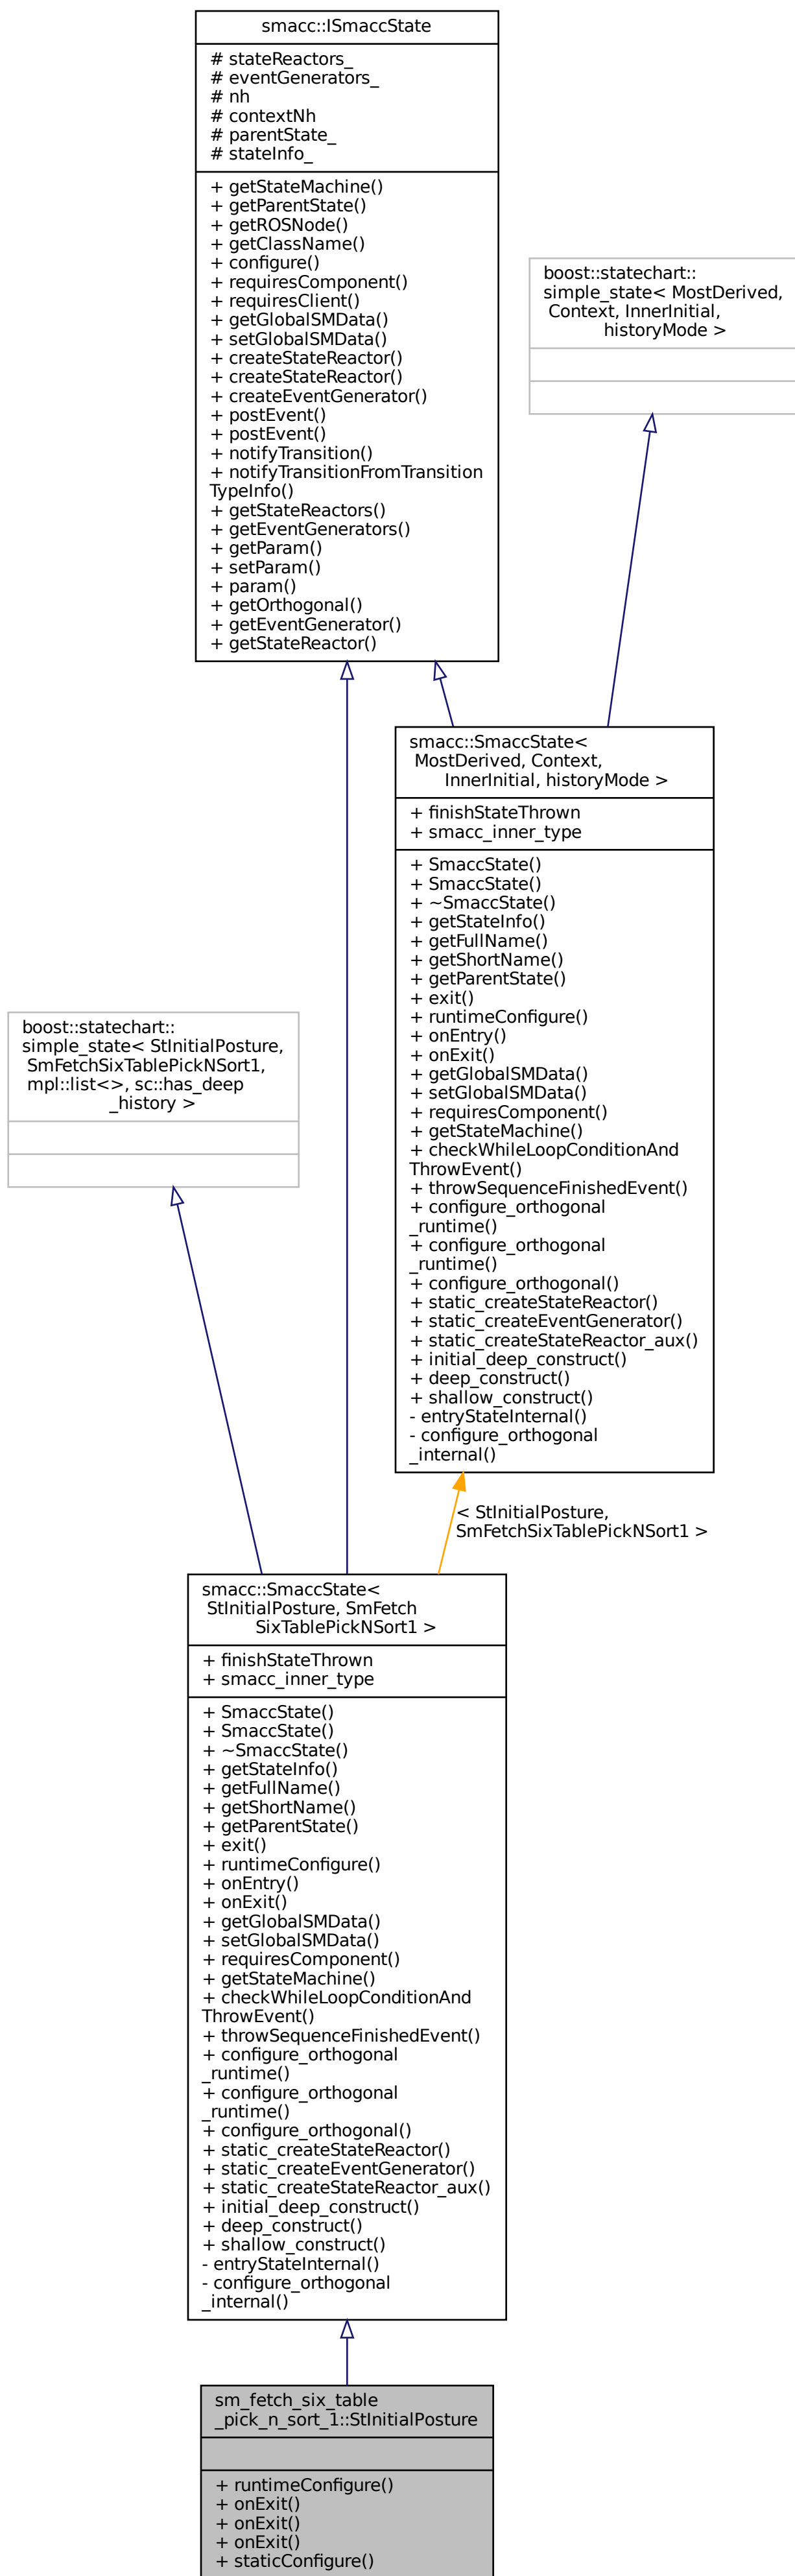 smacc::ISmaccState
# stateReactors_
# eventGenerators_
# nh
# contextNh
# parentState_
# stateInfo_
+ getStateMachine()
+ getParentState()
+ getROSNode()
+ getClassName()
+ configure()
+ requiresComponent()
+ requiresClient()
+ getGlobalSMData()
+ setGlobalSMData()
+ createStateReactor()
+ createStateReactor()
+ createEventGenerator()
+ postEvent()
+ postEvent()
+ notifyTransition()
+ notifyTransitionFromTransition
TypeInfo()
+ getStateReactors()
+ getEventGenerators()
+ getParam()
+ setParam()
+ param()
+ getOrthogonal()
+ getEventGenerator()
+ getStateReactor()
boost::statechart::
simple_state< MostDerived,
Context, InnerInitial,
historyMode >
smacc::SmaccState<
MostDerived, Context,
InnerInitial, historyMode >
+ finishStateThrown
+ smacc_inner_type
+ SmaccState()
+ SmaccState()
+ ~SmaccState()
+ getStateInfo()
+ getFullName()
+ getShortName()
+ getParentState()
+ exit()
+ runtimeConfigure()
+ onEntry()
+ onExit()
+ getGlobalSMData()
+ setGlobalSMData()
+ requiresComponent()
+ getStateMachine()
+ checkWhileLoopConditionAnd
ThrowEvent()
+ throwSequenceFinishedEvent()
+ configure_orthogonal
_runtime()
+ configure_orthogonal
_runtime()
+ configure_orthogonal()
+ static_createStateReactor()
+ static_createEventGenerator()
+ static_createStateReactor_aux()
+ initial_deep_construct()
+ deep_construct()
+ shallow_construct()
- entryStateInternal()
- configure_orthogonal
_internal()
boost::statechart::
simple_state< StInitialPosture,
SmFetchSixTablePickNSort1,
mpl::list<>, sc::has_deep
_history >
< StInitialPosture,
SmFetchSixTablePickNSort1 >
smacc::SmaccState<
StInitialPosture, SmFetch
SixTablePickNSort1 >
+ finishStateThrown
+ smacc_inner_type
+ SmaccState()
+ SmaccState()
+ ~SmaccState()
+ getStateInfo()
+ getFullName()
+ getShortName()
+ getParentState()
+ exit()
+ runtimeConfigure()
+ onEntry()
+ onExit()
+ getGlobalSMData()
+ setGlobalSMData()
+ requiresComponent()
+ getStateMachine()
+ checkWhileLoopConditionAnd
ThrowEvent()
+ throwSequenceFinishedEvent()
+ configure_orthogonal
_runtime()
+ configure_orthogonal
_runtime()
+ configure_orthogonal()
+ static_createStateReactor()
+ static_createEventGenerator()
+ static_createStateReactor_aux()
+ initial_deep_construct()
+ deep_construct()
+ shallow_construct()
- entryStateInternal()
- configure_orthogonal
_internal()
sm_fetch_six_table
_pick_n_sort_1::StInitialPosture
+ runtimeConfigure()
+ onExit()
+ onExit()
+ onExit()
+ staticConfigure()